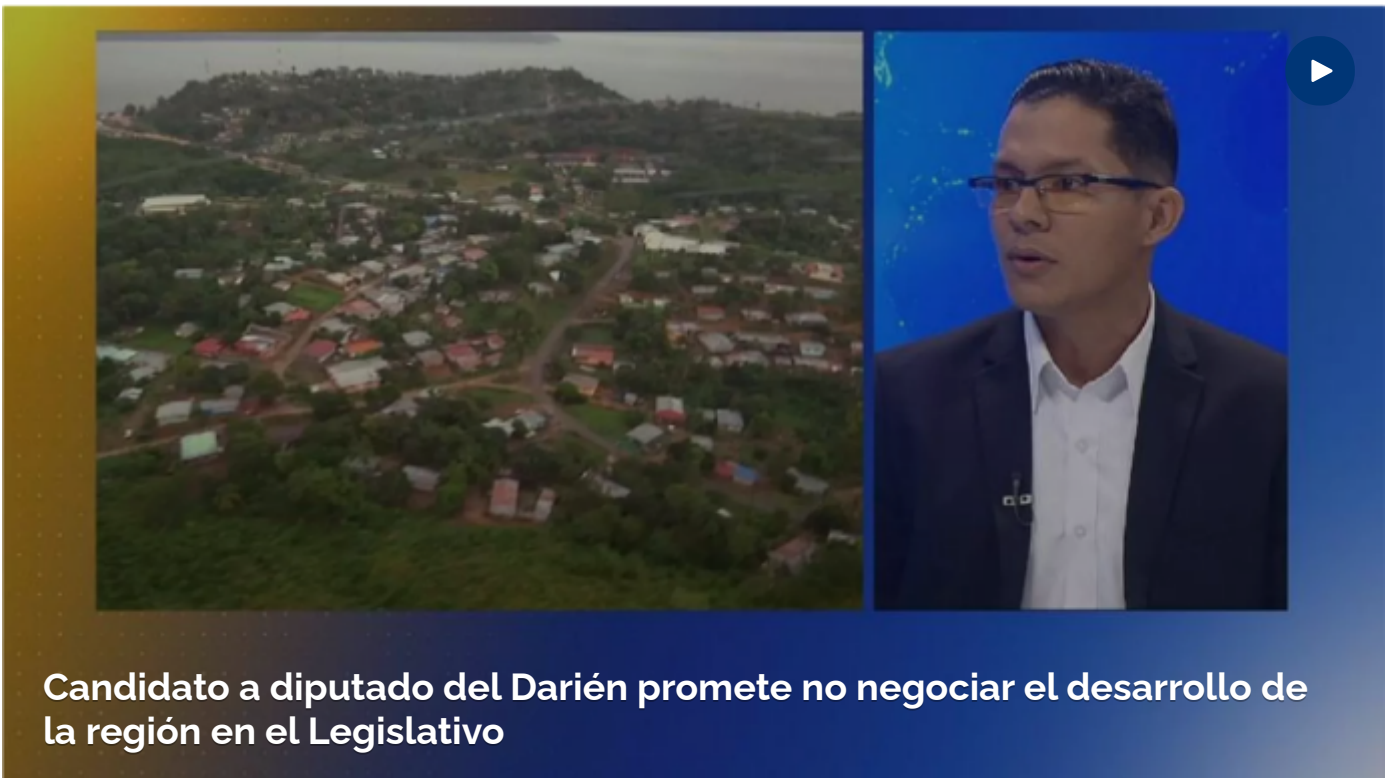 Candidato a diputado del Darién promete no negociar el desarrollo de
la región en el Legislativo